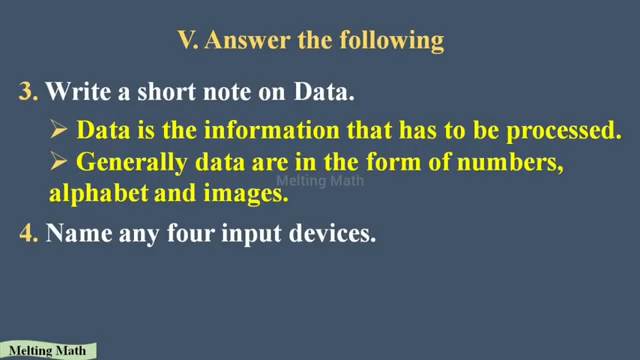 V. Answer the following
3. Write a short note on Data.
➢ Data is the information that has to be processed.
➢ Generally data are in the form of numbers,
alphabet and images.
Melting Math
4. Name any four input devices.
Melting Math